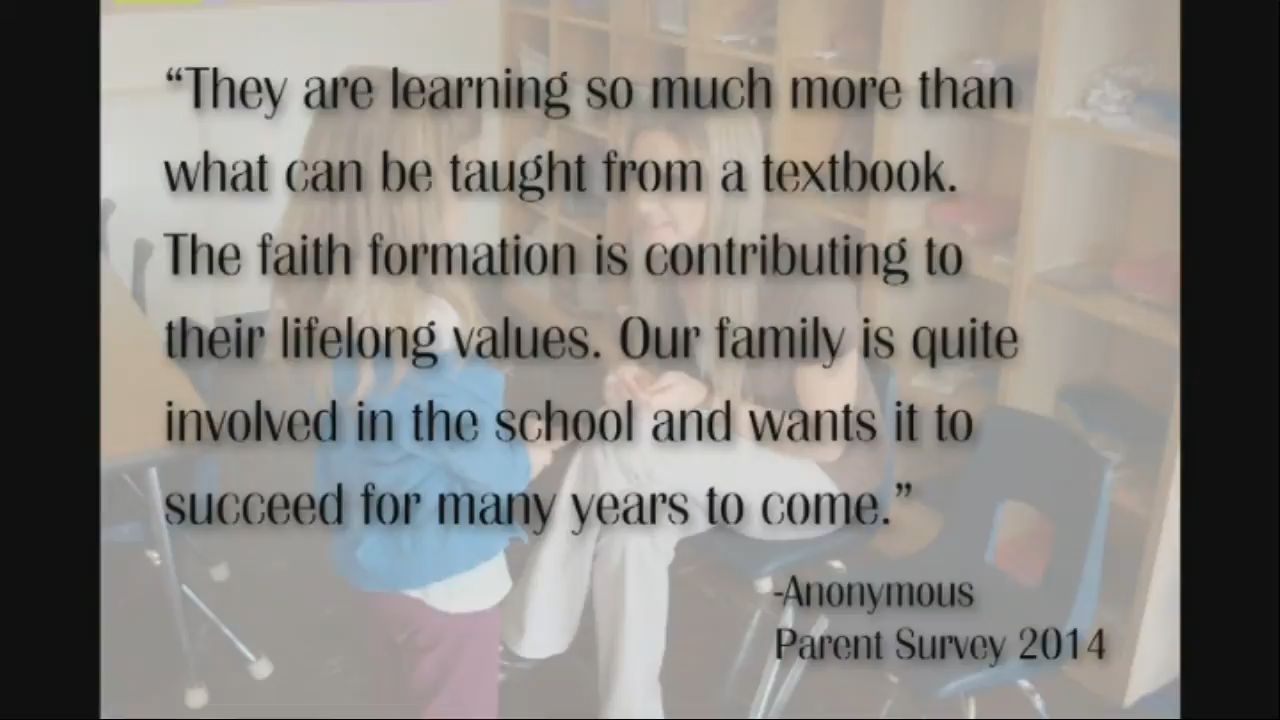 “They are learning so much more than
what can be taught from a textbook.
The faith formation is contributing to
their lifelong values. Our family is quite
involved in the school and wants it to
succeed for many years to come.”
-Anonymous
Parent Survey 2014